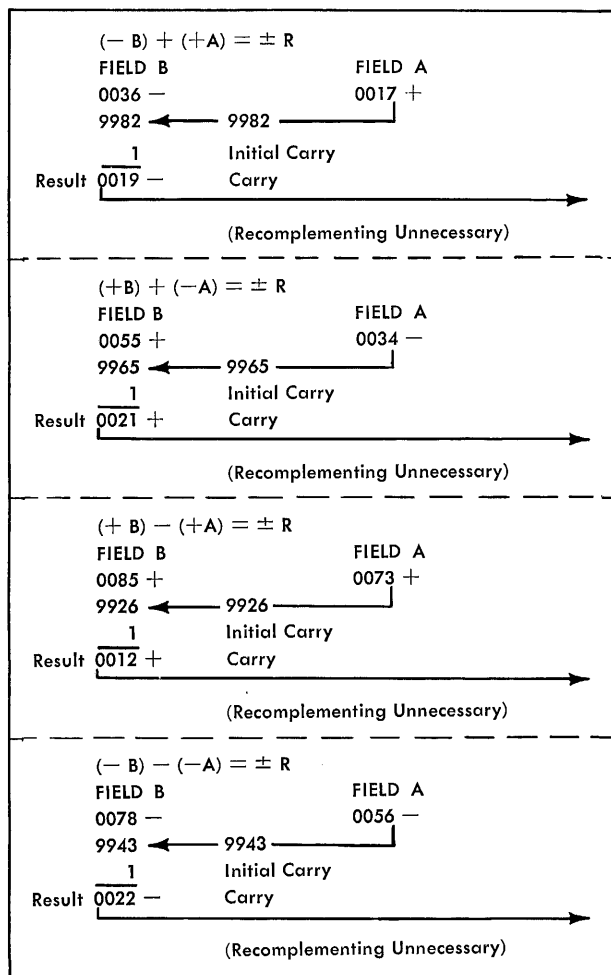 (− B) + (+A) = ± R
FIELD B FIELD A
0036 − 0017 +
9982 9982
1 Initial Carry
Result 0019 − Carry
(Recomplementing Unnecessary)
(+B) + (−A) = ± R
FIELD B FIELD A
0055 + 0034 −
9965 9965
1 Initial Carry
Result 0021 + Carry
(Recomplementing Unnecessary)
(+ B) − (+A) = ± R
FIELD B FIELD A
0085 + 0073 +
9926 9926
1 Initial Carry
Result 0012 + Carry
(Recomplementing Unnecessary)
(− B) − (−A) = ± R
FIELD B FIELD A
0078 − 0056 −
9943 9943
1 Initial Carry
Result 0022 − Carry
(Recomplementing Unnecessary)